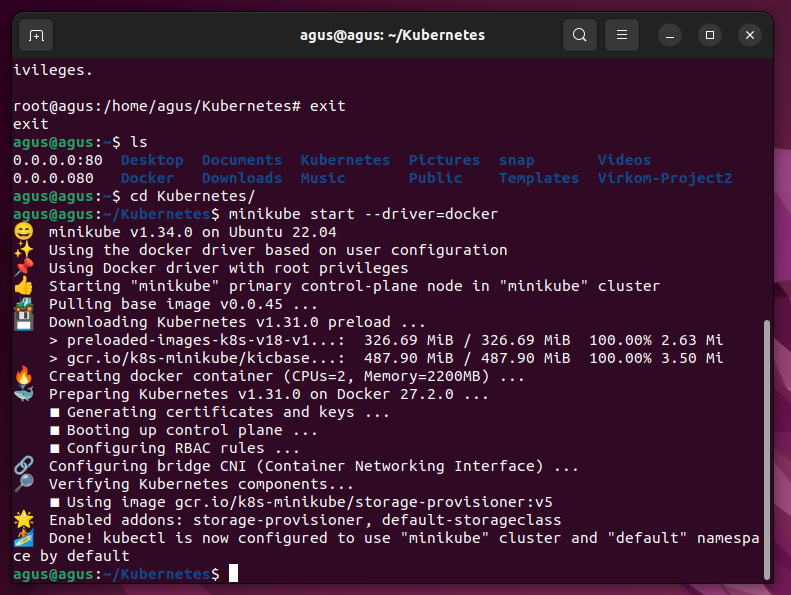 agus@agus: ~/Kubernetes
ivileges.
root@agus:/home/agus/Kubernetes# exit
exit
agus@agus:~$ ls
0.0.0.0:80  Desktop  Documents  Kubernetes  Pictures  snap  Videos
0.0.0.080  Docker  Downloads  Music  Public  Templates  Virkom-Project2
agus@agus:~$ cd Kubernetes/
agus@agus:~/Kubernetes$ minikube start --driver=docker
😄  minikube v1.34.0 on Ubuntu 22.04
✨  Using the docker driver based on user configuration
📌  Using Docker driver with root privileges
👍  Starting "minikube" primary control-plane node in "minikube" cluster
🚜  Pulling base image v0.0.45 ...
💾  Downloading Kubernetes v1.31.0 preload ...
> preloaded-images-k8s-v18-v1...:  326.69 MiB / 326.69 MiB  100.00% 2.63 Mi
> gcr.io/k8s-minikube/kicbase...:  487.90 MiB / 487.90 MiB  100.00% 3.50 Mi
🔥  Creating docker container (CPUs=2, Memory=2200MB) ...
🐳  Preparing Kubernetes v1.31.0 on Docker 27.2.0 ...
■ Generating certificates and keys ...
■ Booting up control plane ...
■ Configuring RBAC rules ...
🔗  Configuring bridge CNI (Container Networking Interface) ...
🔎  Verifying Kubernetes components...
■ Using image gcr.io/k8s-minikube/storage-provisioner:v5
🌟  Enabled addons: storage-provisioner, default-storageclass
🏄  Done! kubectl is now configured to use "minikube" cluster and "default" namespa
ce by default
agus@agus:~/Kubernetes$